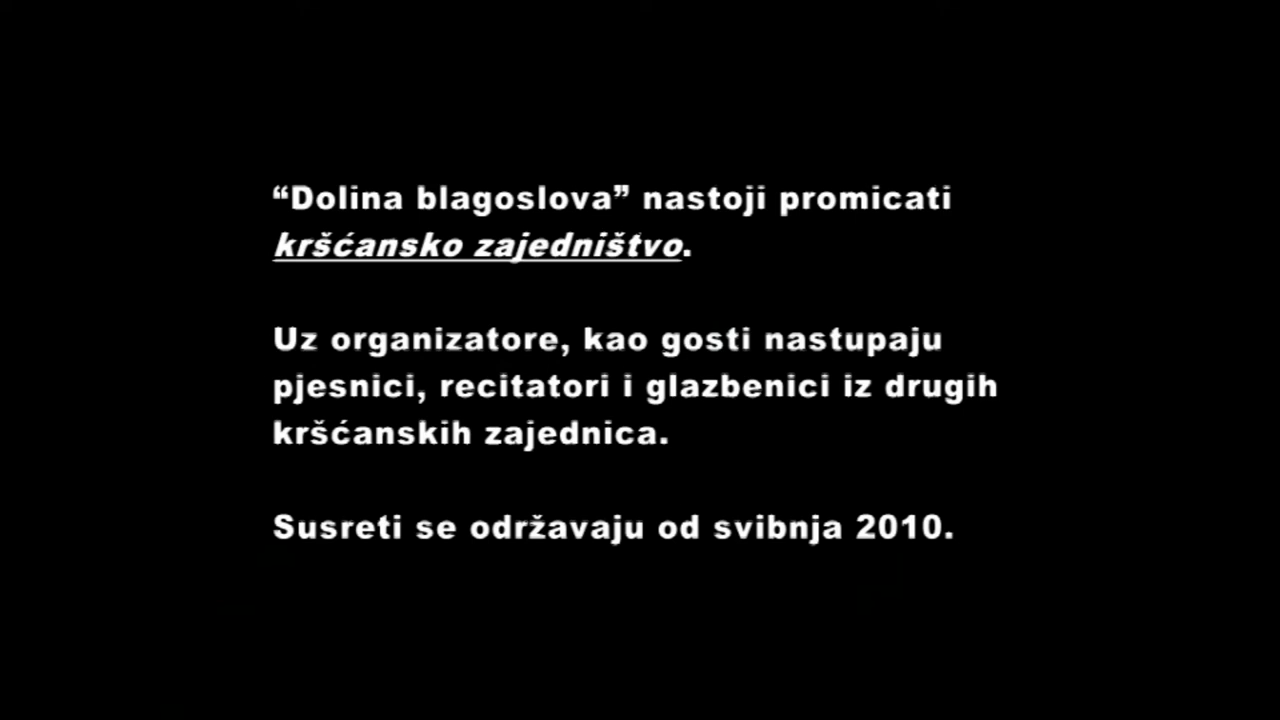 “Dolina blagoslova” nastoji promicati
kršćansko zajedništvo.
Uz organizatore, kao gosti nastupaju
pjesnici, recitatori i glazbenici iz drugih
kršćanskih zajednica.
Susreti se održavaju od svibnja 2010.